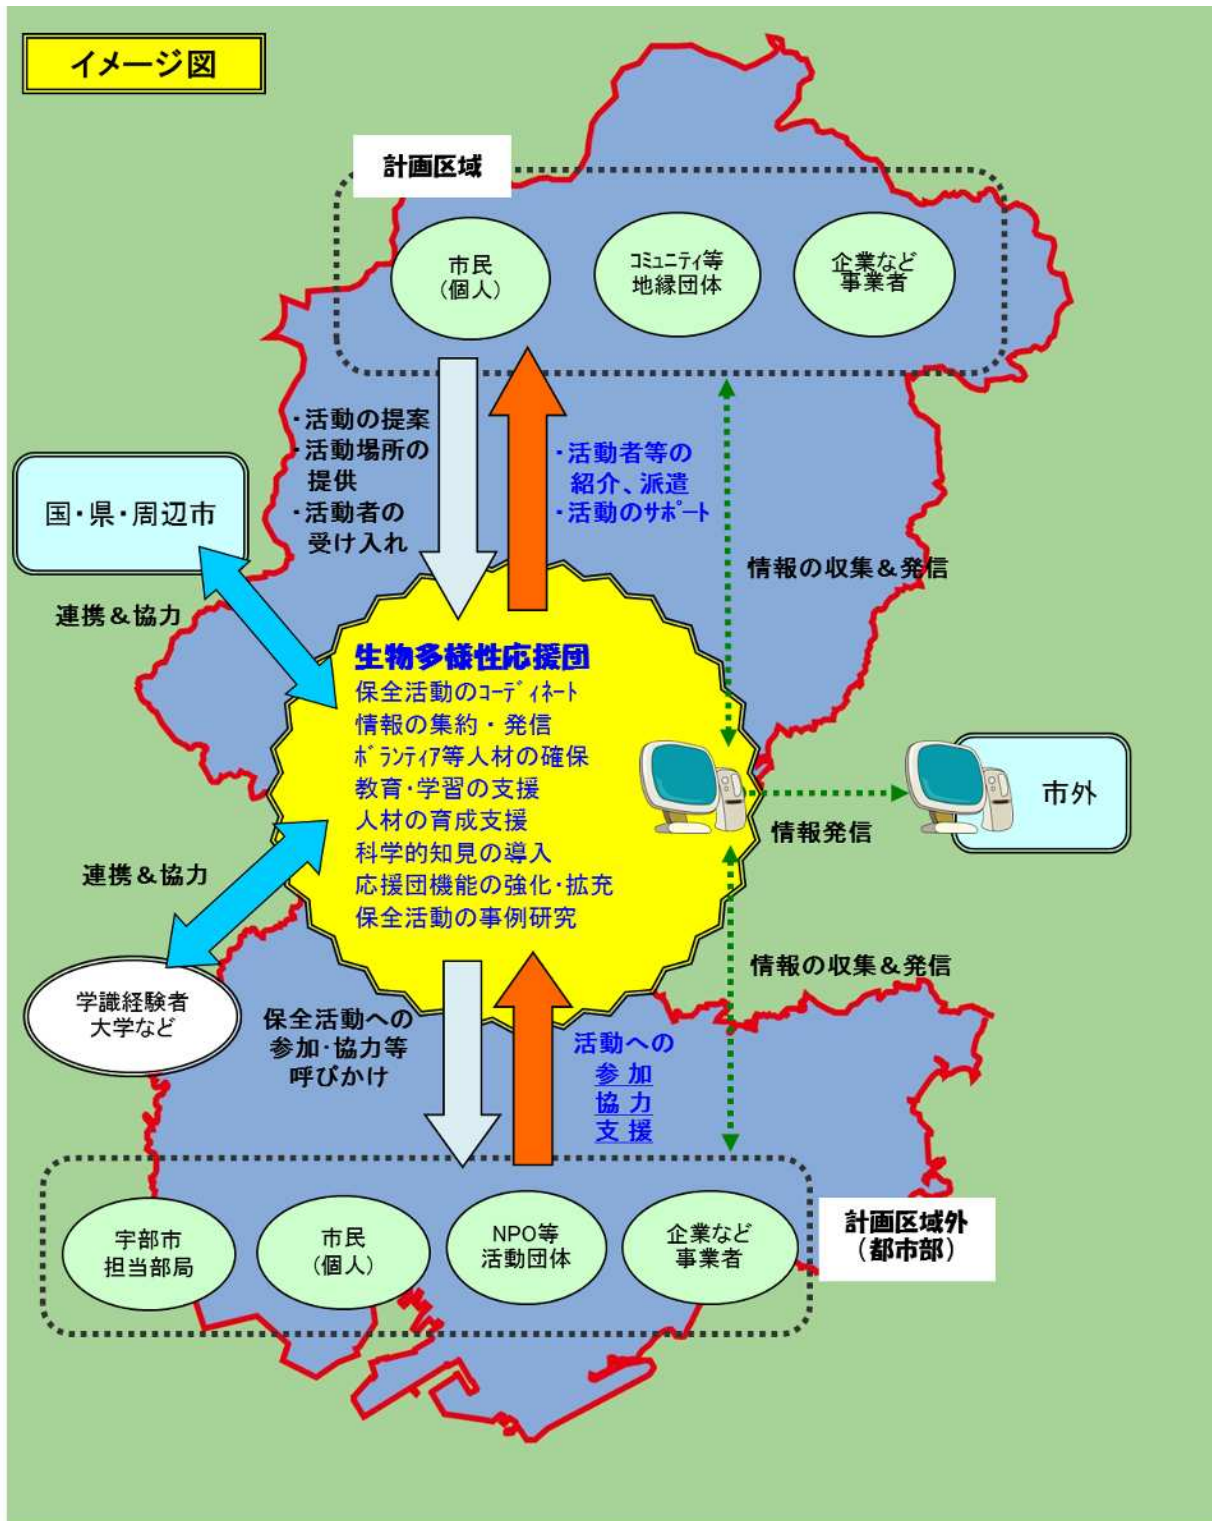 イメージ図
計画区域
市民
(個人)
ｺﾐｭﾆﾃｨ等
地縁団体
企業など
事業者
・活動の提案
・活動場所の
提供
・活動者の
受け入れ
・活動者等の
紹介、派遣
・活動のｻﾎﾟｰﾄ
国・県・周辺市
連携＆協力
情報の収集＆発信
生物多様性応援団
保全活動のｺｰﾃﾞｨﾈｰﾄ
情報の集約・発信
ﾎﾞﾗﾝﾃｨｱ等人材の確保
教育・学習の支援
人材の育成支援
科学的知見の導入
応援団機能の強化・拡充
保全活動の事例研究
市外
情報発信
連携＆協力
学識経験者
大学など
情報の収集＆発信
保全活動への
参加・協力等
呼びかけ
活動への
参 加
協 力
支 援
計画区域外
（都市部）
宇部市
担当部局
市民
(個人)
NPO等
活動団体
企業など
事業者